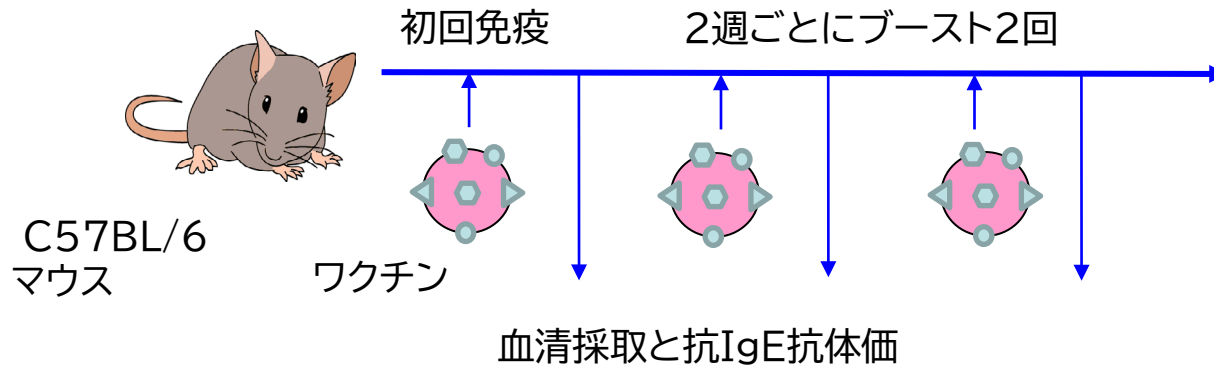 初回免疫
2週ごとにブースト2回
C57BL/6
マウス
ワクチン
血清採取と抗IgE抗体価